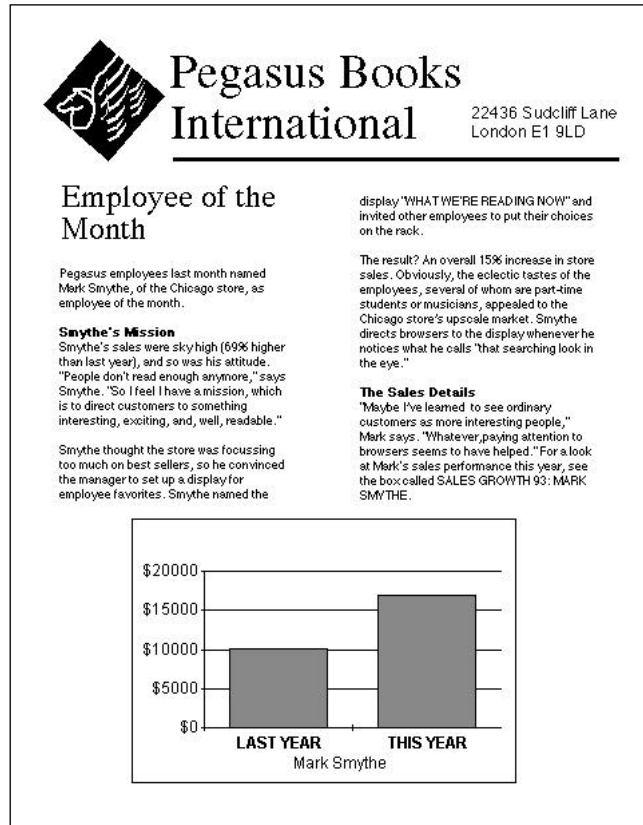 Pegasus Books
International
22436 Sudcliff Lane
London E1 9LD
Employee of the
Month
Pegasus employees last month named
Mark Smythe, of the Chicago store, as
employee of the month.
Smythe's Mission
Smythe's sales were sky high (69% higher
than last year), and so was his attitude.
"People don't read enough anymore," says
Smythe. "So I feel I have a mission, which
is to direct customers to something
interesting, exciting, and, well, readable."
Smythe thought the store was focussing
too much on best sellers, so he convinced
the manager to set up a display for
employee favorites. Smythe named the
display "WHAT WE'RE READING NOW" and
invited other employees to put their choices
on the rack.
The result? An overall 15% increase in store
sales. Obviously, the eclectic tastes of the
employees, several of whom are part-time
students or musicians, appealed to the
Chicago store's upscale market. Smythe
directs browsers to the display whenever he
notices what he calls "that searching look in
the eye."
The Sales Details
"Maybe I've learned to see ordinary
customers as more interesting people,"
Mark says. "Whatever,paying attention to
browsers seems to have helped." For a look
at Mark's sales performance this year, see
the box called SALES GROWTH 93: MARK
SMYTHE.
$20000
$15000
$10000
$5000
$0
LAST YEAR THIS YEAR
Mark Smythe